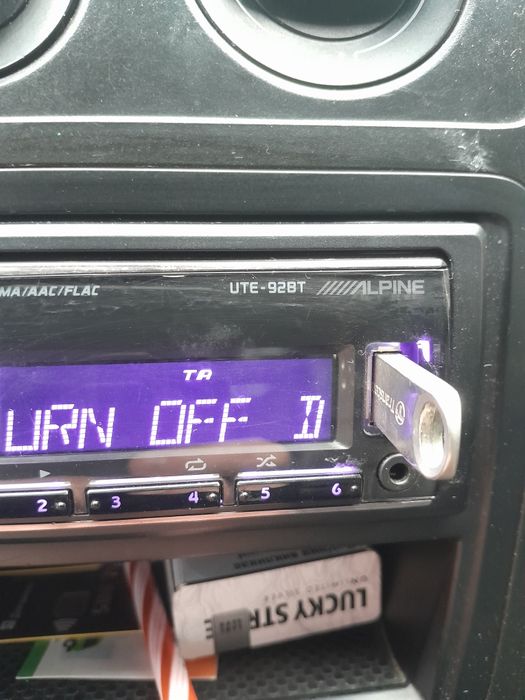 MA/AAC/FLAC UTE-92BT ALPINE
TA
URN OFF D
2 3 4 5 6
LUCKY STR